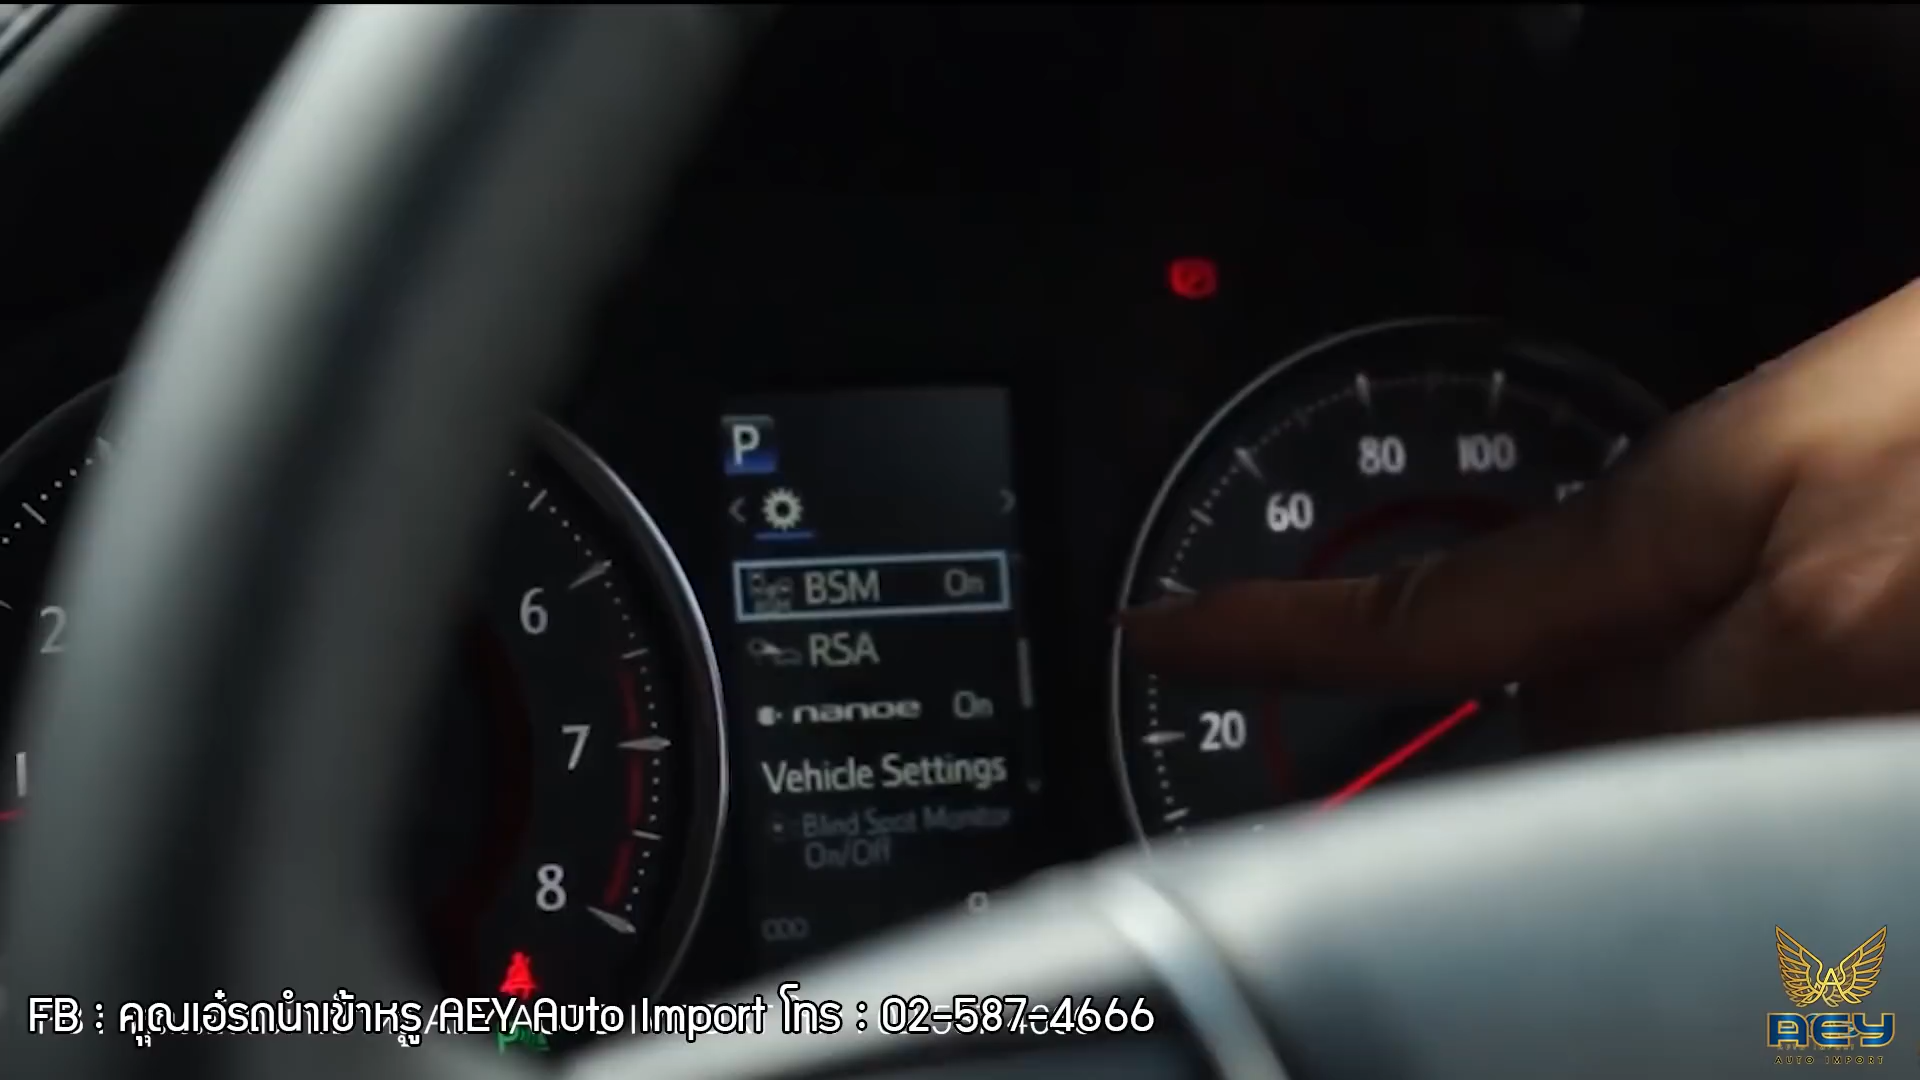 P
BSM On
RSA
nanoe On
Vehicle Settings
Blind Spot Monitor
On/Off
2
1
6
7
8
20
60
80
100
FB : คุณเอ๋รถนำเข้าหรู AEY Auto Import โทร : 02-587-4666
AEY
AUTO IMPORT